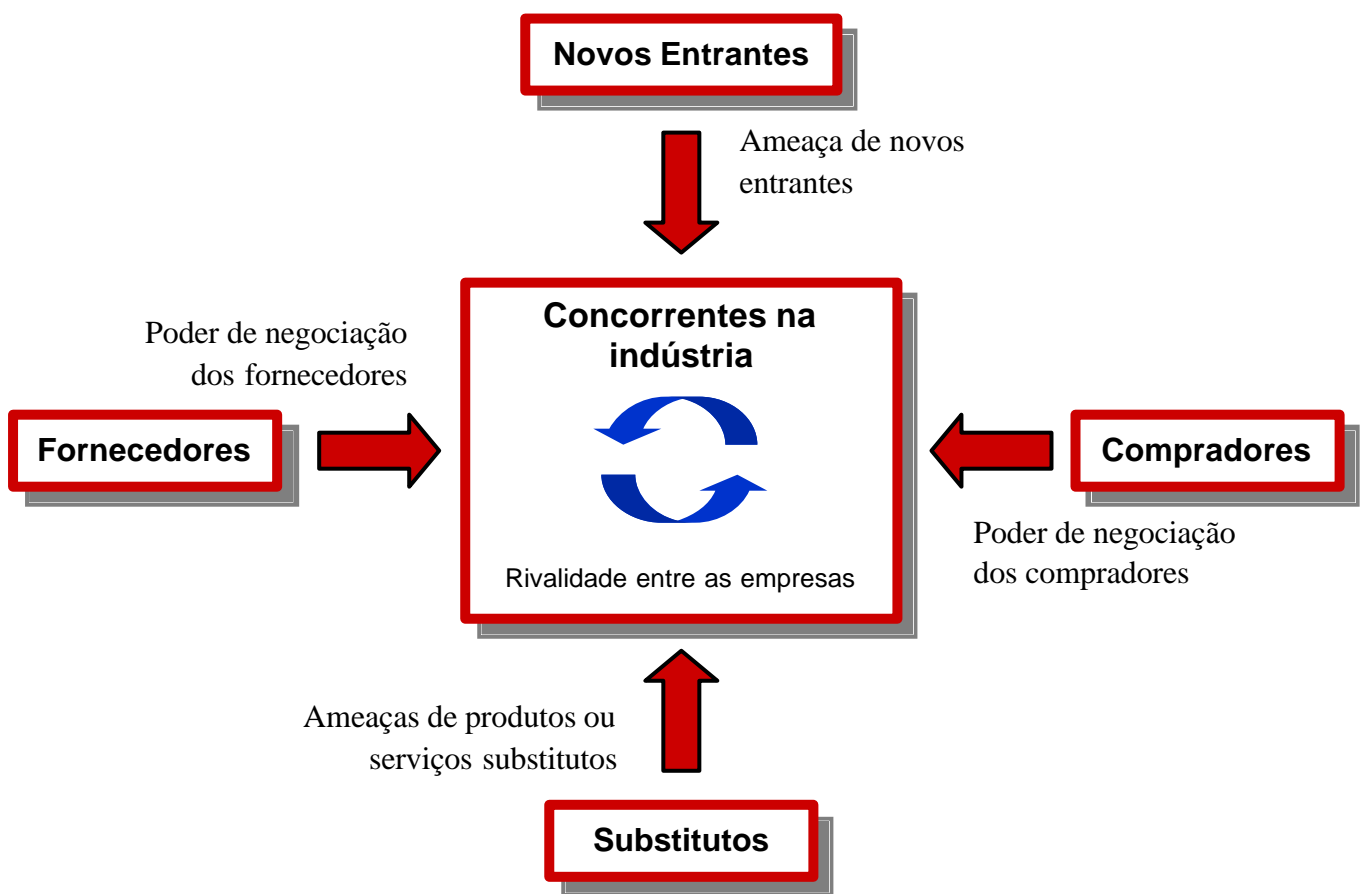 Novos Entrantes
Ameaça de novos
entrantes
Concorrentes na
indústria
Poder de negociação
dos fornecedores
Fornecedores
Compradores
Poder de negociação
dos compradores
Rivalidade entre as empresas
Ameaças de produtos ou
serviços substitutos
Substitutos